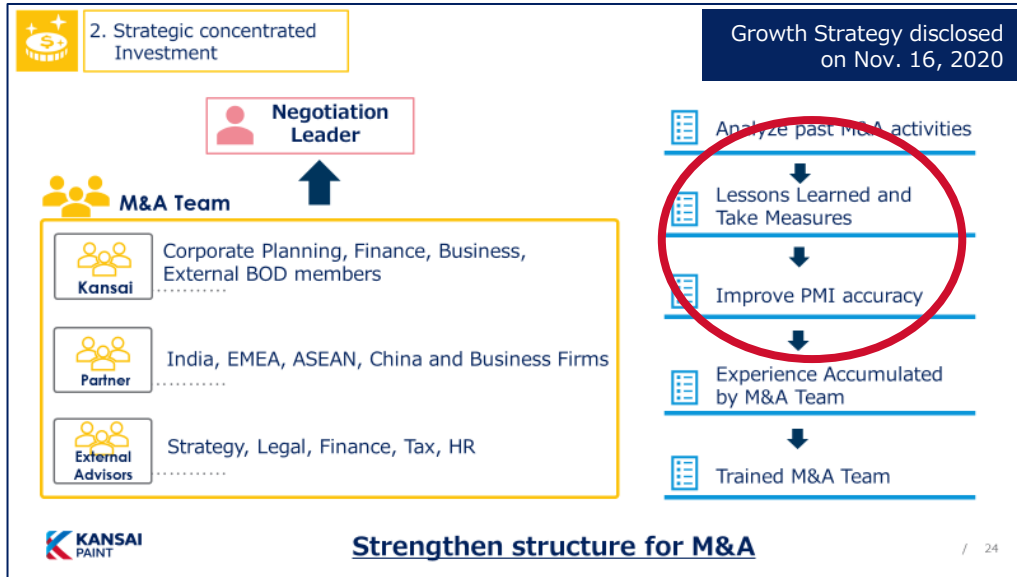 2. Strategic concentrated
Investment
Growth Strategy disclosed
on Nov. 16, 2020
Negotiation
Leader
M&A Team
Kansai
Corporate Planning, Finance, Business,
External BOD members
...........
Partner
India, EMEA, ASEAN, China and Business Firms
...........
External
Advisors
Strategy, Legal, Finance, Tax, HR
...........
Analyze past M&A activities
Lessons Learned and
Take Measures
Improve PMI accuracy
Experience Accumulated
by M&A Team
Trained M&A Team
KANSAI
PAINT
Strengthen structure for M&A
/ 24